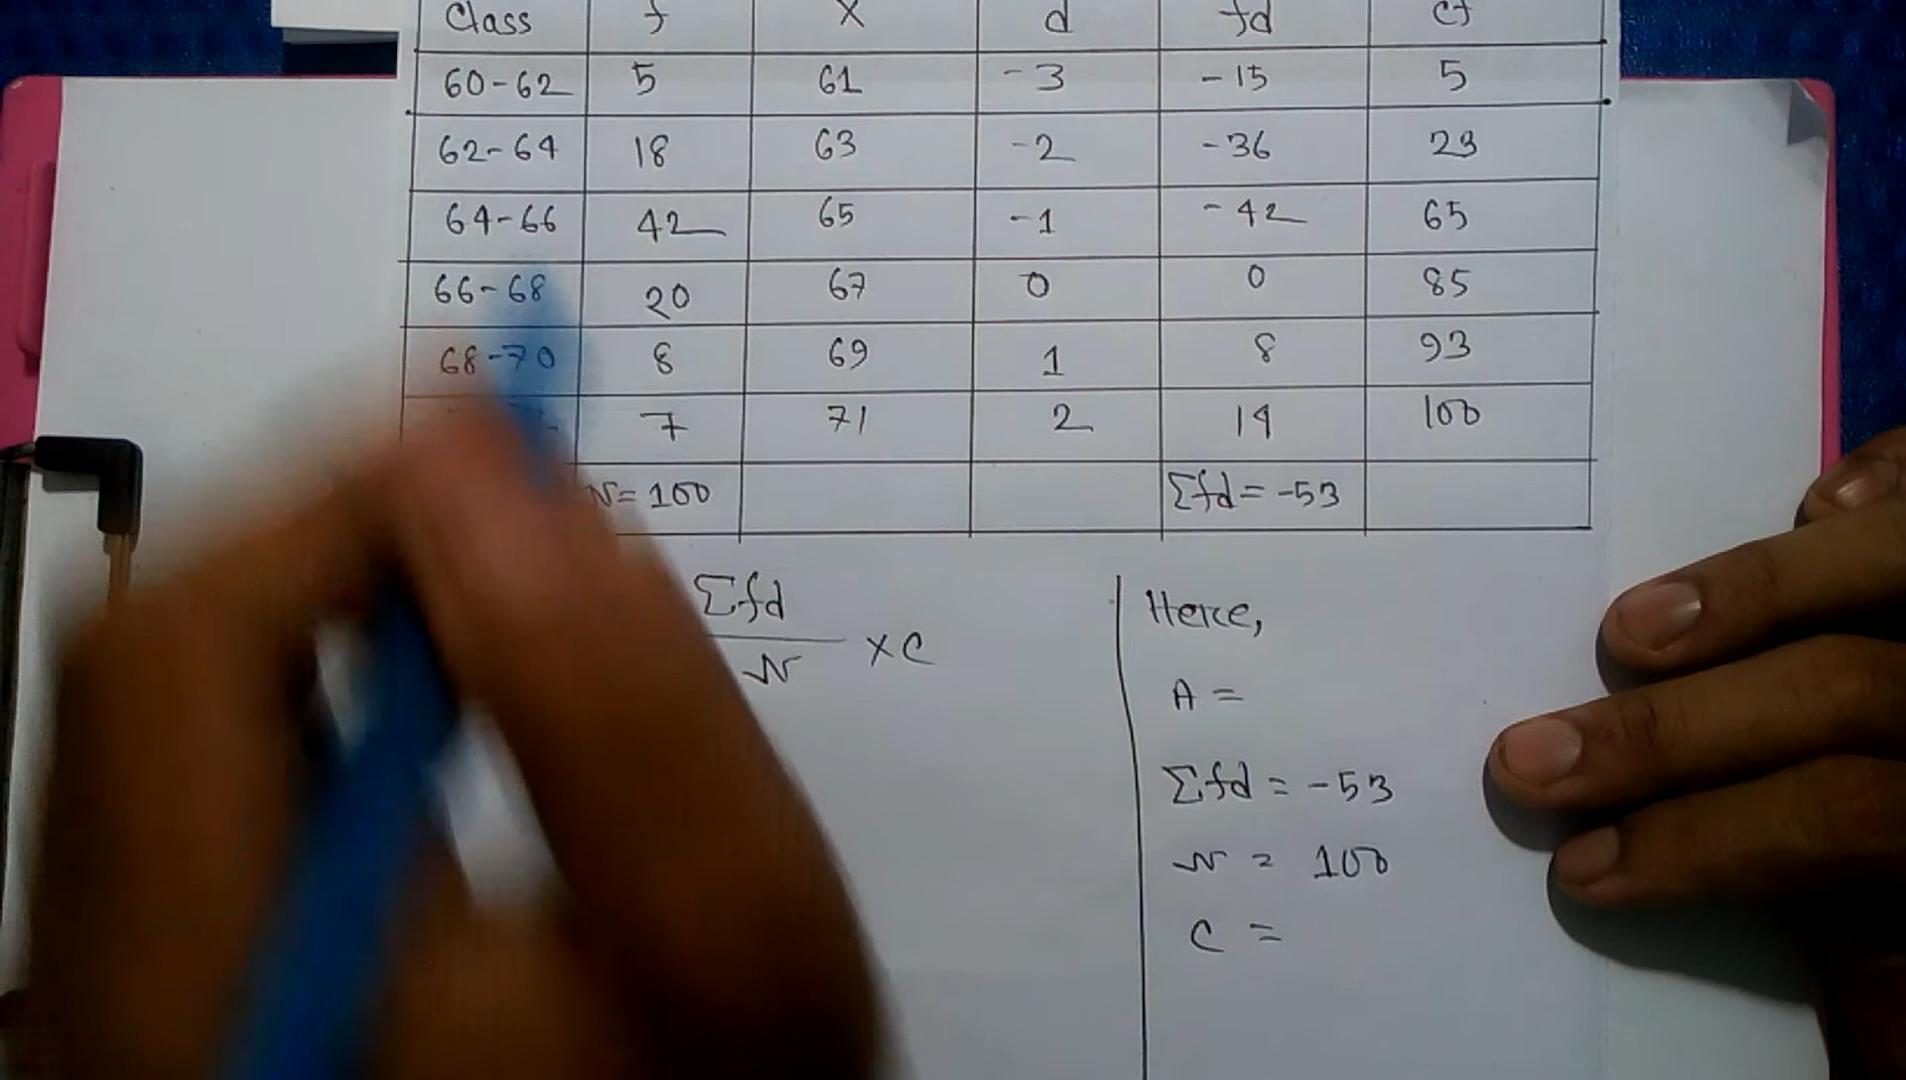 Class f x d fd cf
60-62 5 61 -3 -15 5
62-64 18 63 -2 -36 23
64-66 42 65 -1 -42 65
66-68 20 67 0 0 85
68-70 8 69 1 8 93
7 71 2 14 100
N=100 Σfd = -53
Σfd
N
×C
Here,
A =
Σfd = -53
N = 100
C =